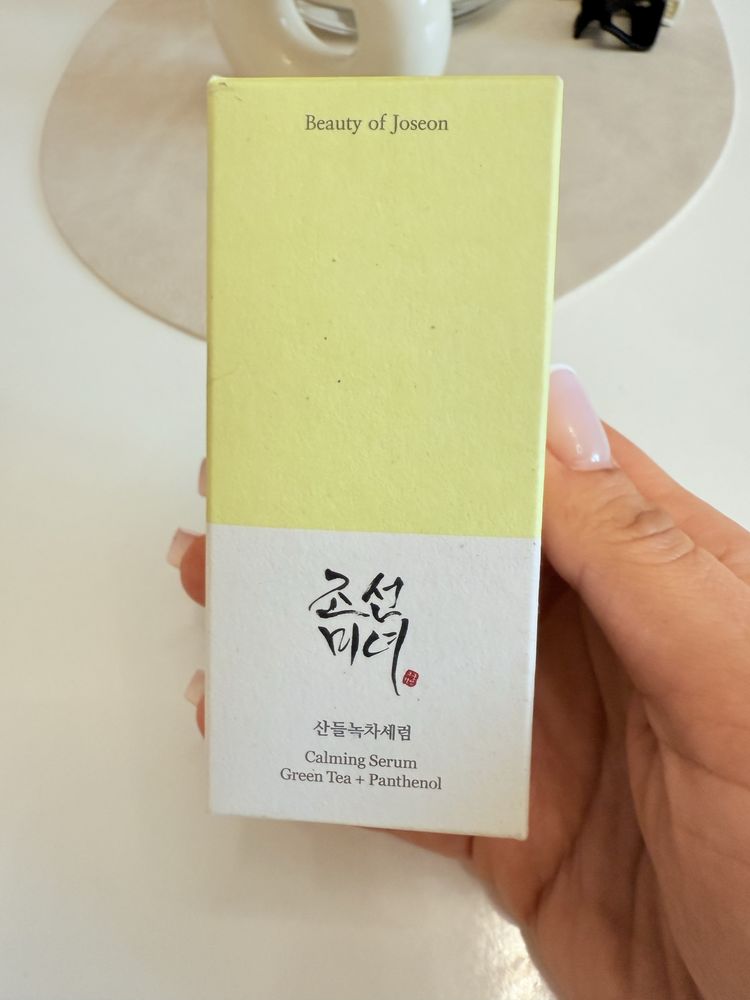 Beauty of Joseon
조선
미녀
산들녹차세럼
Calming Serum
Green Tea + Panthenol